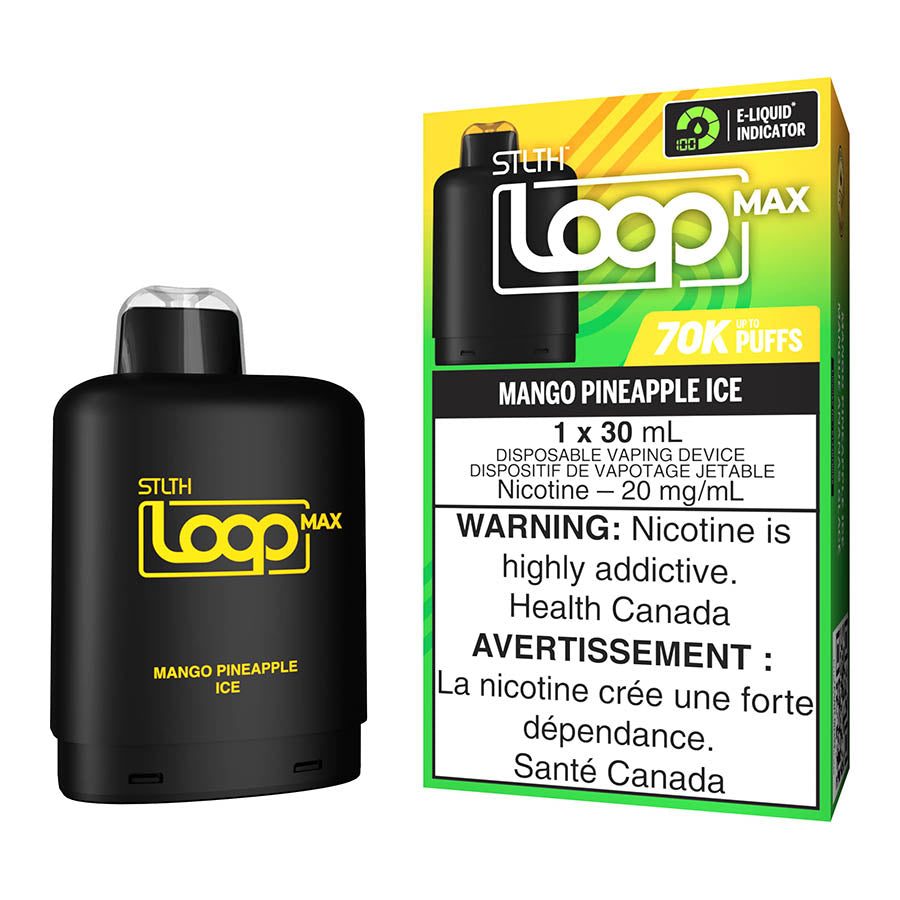 STLTH
Loop MAX
MANGO PINEAPPLE
ICE
100
E-LIQUID*
INDICATOR
STLTH™
Loop MAX
70K UP TO PUFFS
MANGO PINEAPPLE ICE
1 x 30 mL
DISPOSABLE VAPING DEVICE
DISPOSITIF DE VAPOTAGE JETABLE
Nicotine – 20 mg/mL
WARNING: Nicotine is
highly addictive.
Health Canada
AVERTISSEMENT :
La nicotine crée une forte
dépendance.
Santé Canada